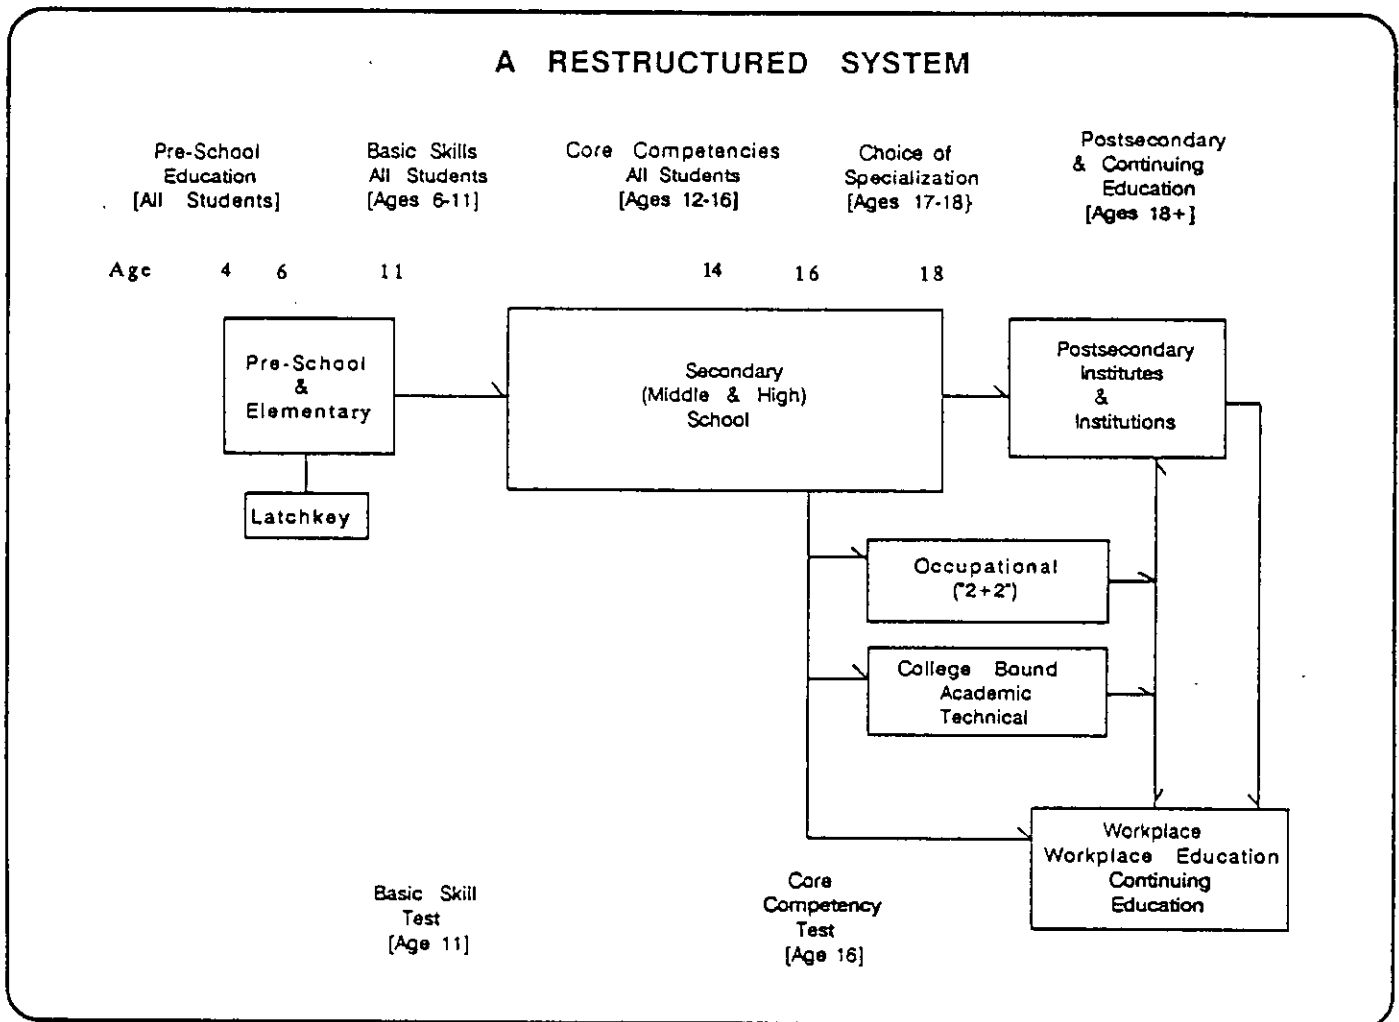 A RESTRUCTURED SYSTEM
Pre-School
Education
[All Students]
Basic Skills
All Students
[Ages 6-11]
Core Competencies
All Students
[Ages 12-16]
Choice of
Specialization
[Ages 17-18}
Postsecondary
& Continuing
Education
[Ages 18+]
Age 4 6 11 14 16 18
Pre-School
&
Elementary
Secondary
(Middle & High)
School
Postsecondary
Institutes
&
Institutions
Latchkey
Occupational
("2+2")
College Bound
Academic
Technical
Workplace
Workplace Education
Continuing
Education
Basic Skill
Test
[Age 11]
Core
Competency
Test
[Age 16]